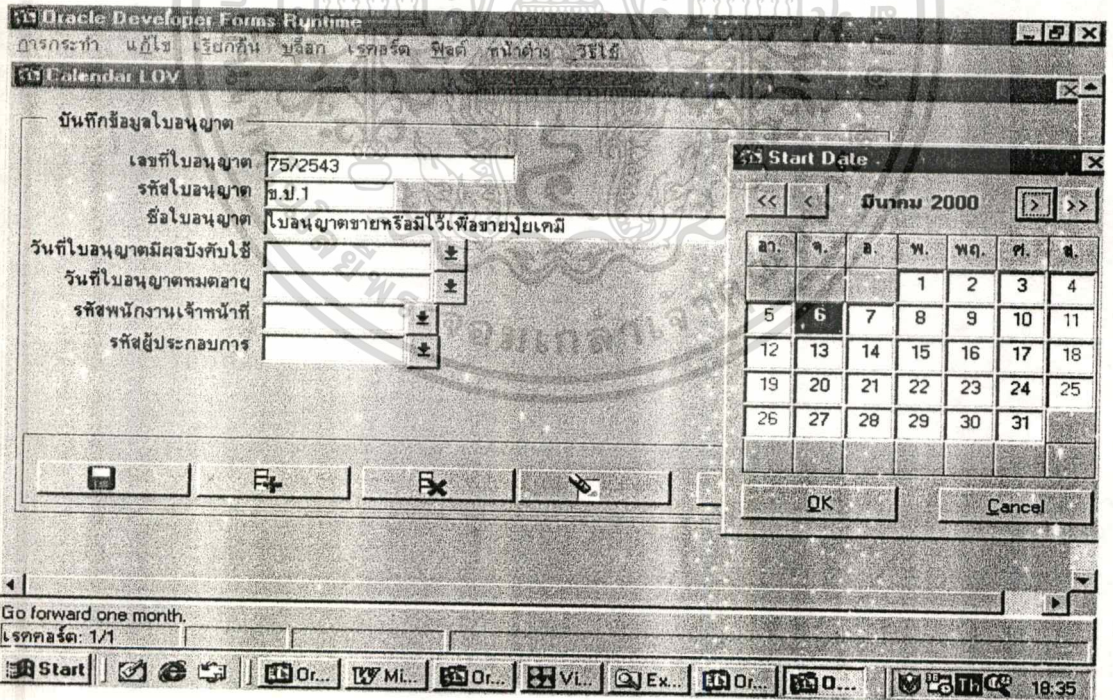 Oracle Developer Forms Runtime
การกระทำ แก้ไข เรียกค้น บล็อก เรคอร์ด ฟิลด์ หน้าต่าง วิธีใช้
Calendar LOV
บันทึกข้อมูลใบอนุญาต
เลขที่ใบอนุญาต 75/2543
รหัสใบอนุญาต ข.ป.1
ชื่อใบอนุญาต ใบอนุญาตขายหรือมีไว้เพื่อขายปุ๋ยเคมี
วันที่ใบอนุญาตมีผลบังคับใช้
วันที่ใบอนุญาตหมดอายุ
รหัสพนักงานเจ้าหน้าที่
รหัสผู้ประกอบการ
Start Date
<< < มีนาคม 2000 > >>
อา. จ. อ. พ. พฤ. ศ. ส.
1 2 3 4
5 6 7 8 9 10 11
12 13 14 15 16 17 18
19 20 21 22 23 24 25
26 27 28 29 30 31
OK Cancel
Go forward one month.
เรคคอร์ด: 1/1
Start Or... Mi... Or... Vi... Ex... Or... O... Th 18:35